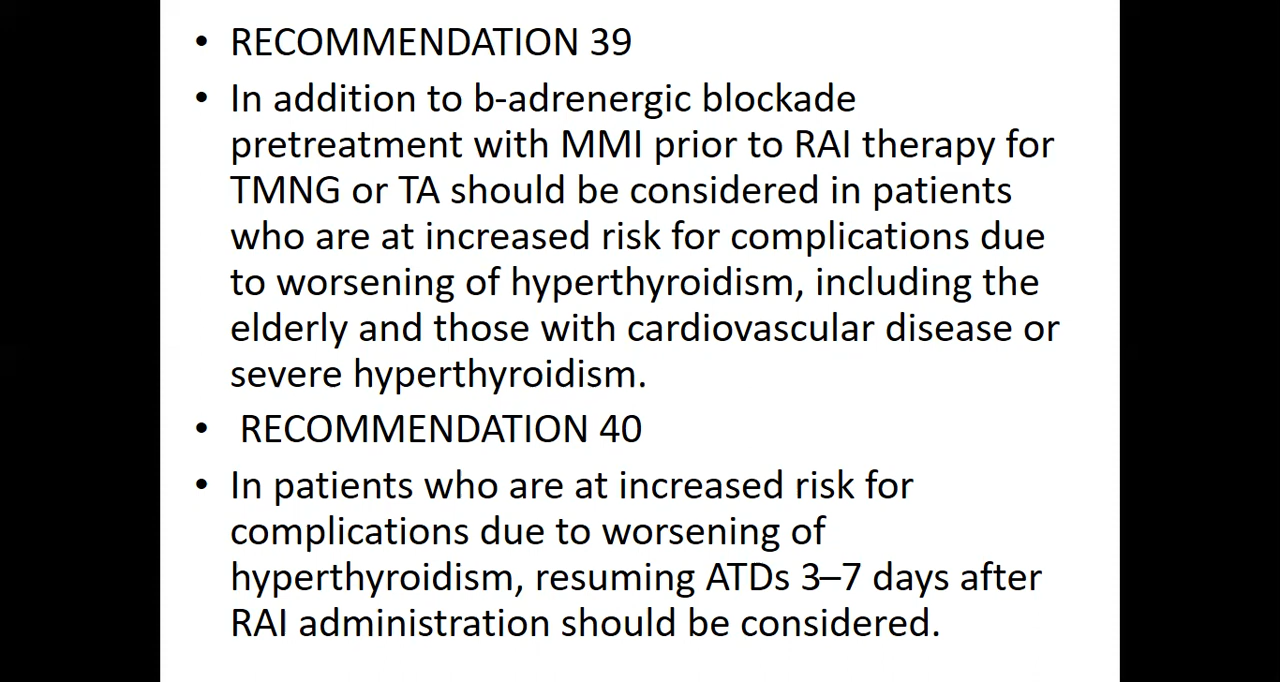 • RECOMMENDATION 39
• In addition to b-adrenergic blockade
pretreatment with MMI prior to RAI therapy for
TMNG or TA should be considered in patients
who are at increased risk for complications due
to worsening of hyperthyroidism, including the
elderly and those with cardiovascular disease or
severe hyperthyroidism.
• RECOMMENDATION 40
• In patients who are at increased risk for
complications due to worsening of
hyperthyroidism, resuming ATDs 3–7 days after
RAI administration should be considered.